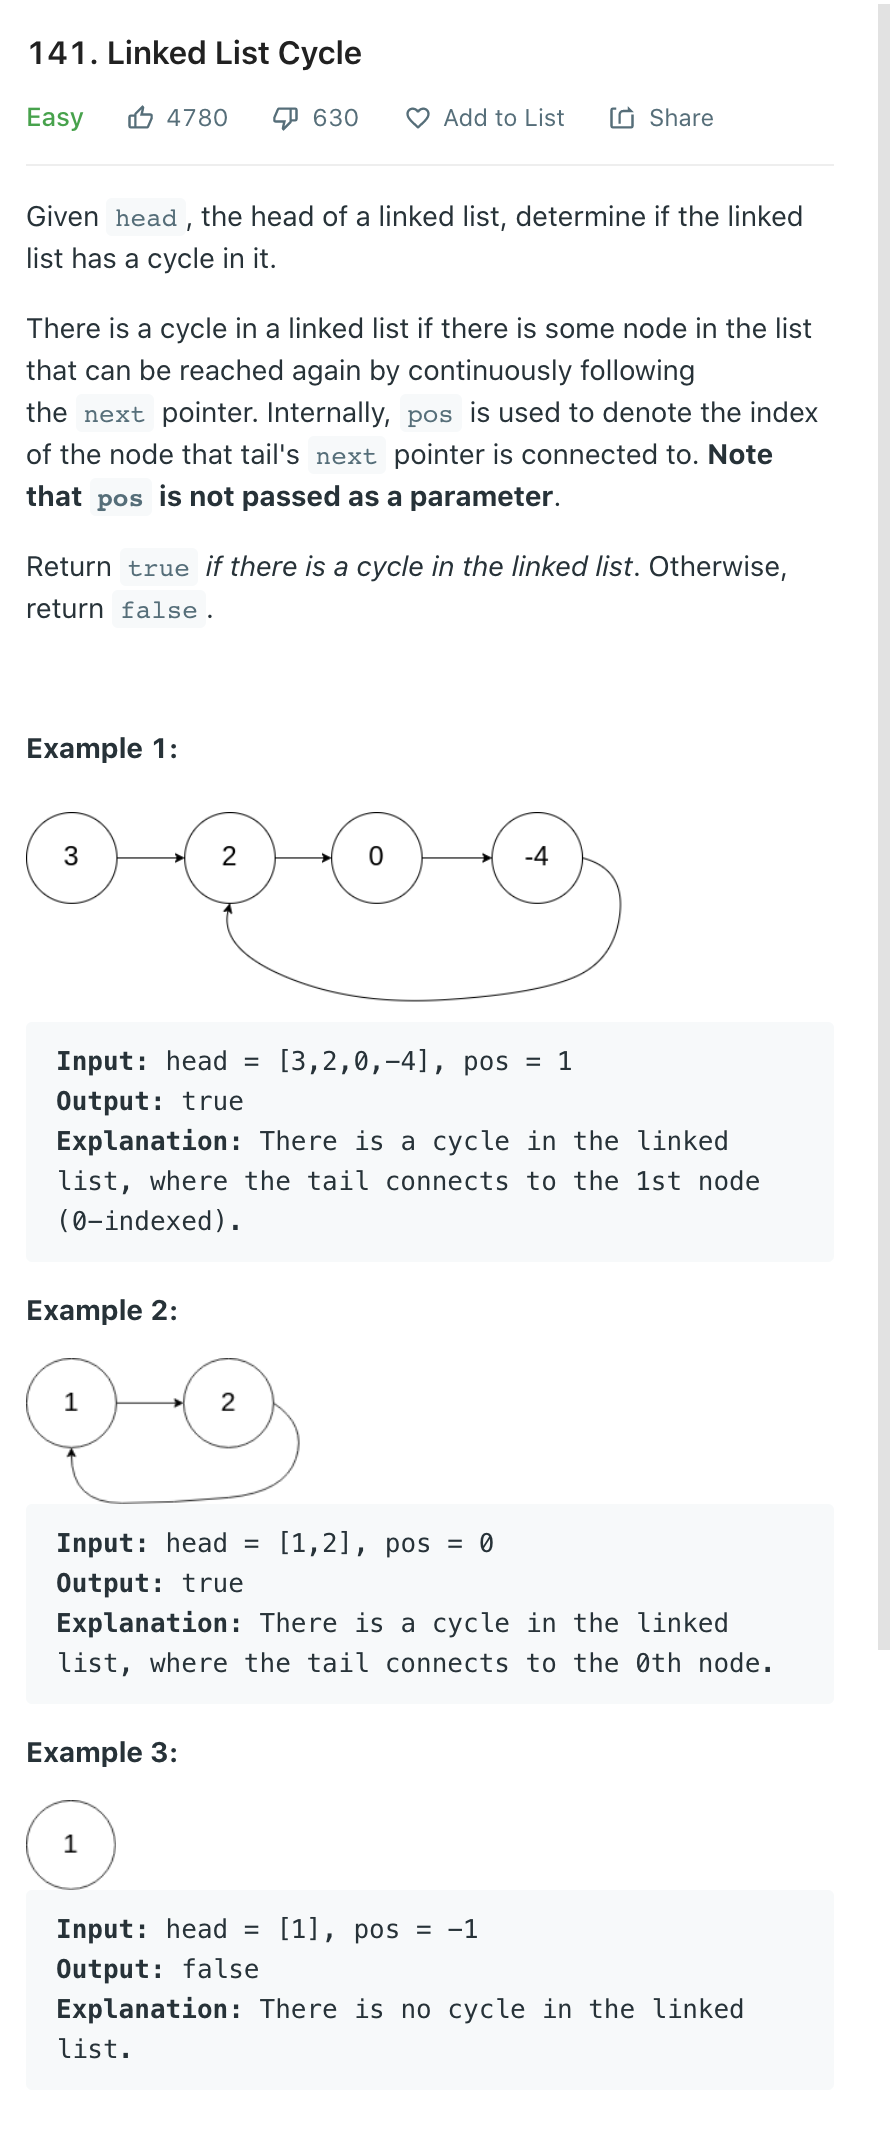 141. Linked List Cycle
Easy 4780 630 Add to List Share
Given head , the head of a linked list, determine if the linked
list has a cycle in it.
There is a cycle in a linked list if there is some node in the list
that can be reached again by continuously following
the next pointer. Internally, pos is used to denote the index
of the node that tail's next pointer is connected to. Note
that pos is not passed as a parameter.
Return true if there is a cycle in the linked list. Otherwise,
return false .
Example 1:
3 2 0 -4
Input: head = [3,2,0,-4], pos = 1
Output: true
Explanation: There is a cycle in the linked
list, where the tail connects to the 1st node
(0-indexed).
Example 2:
1 2
Input: head = [1,2], pos = 0
Output: true
Explanation: There is a cycle in the linked
list, where the tail connects to the 0th node.
Example 3:
1
Input: head = [1], pos = -1
Output: false
Explanation: There is no cycle in the linked
list.